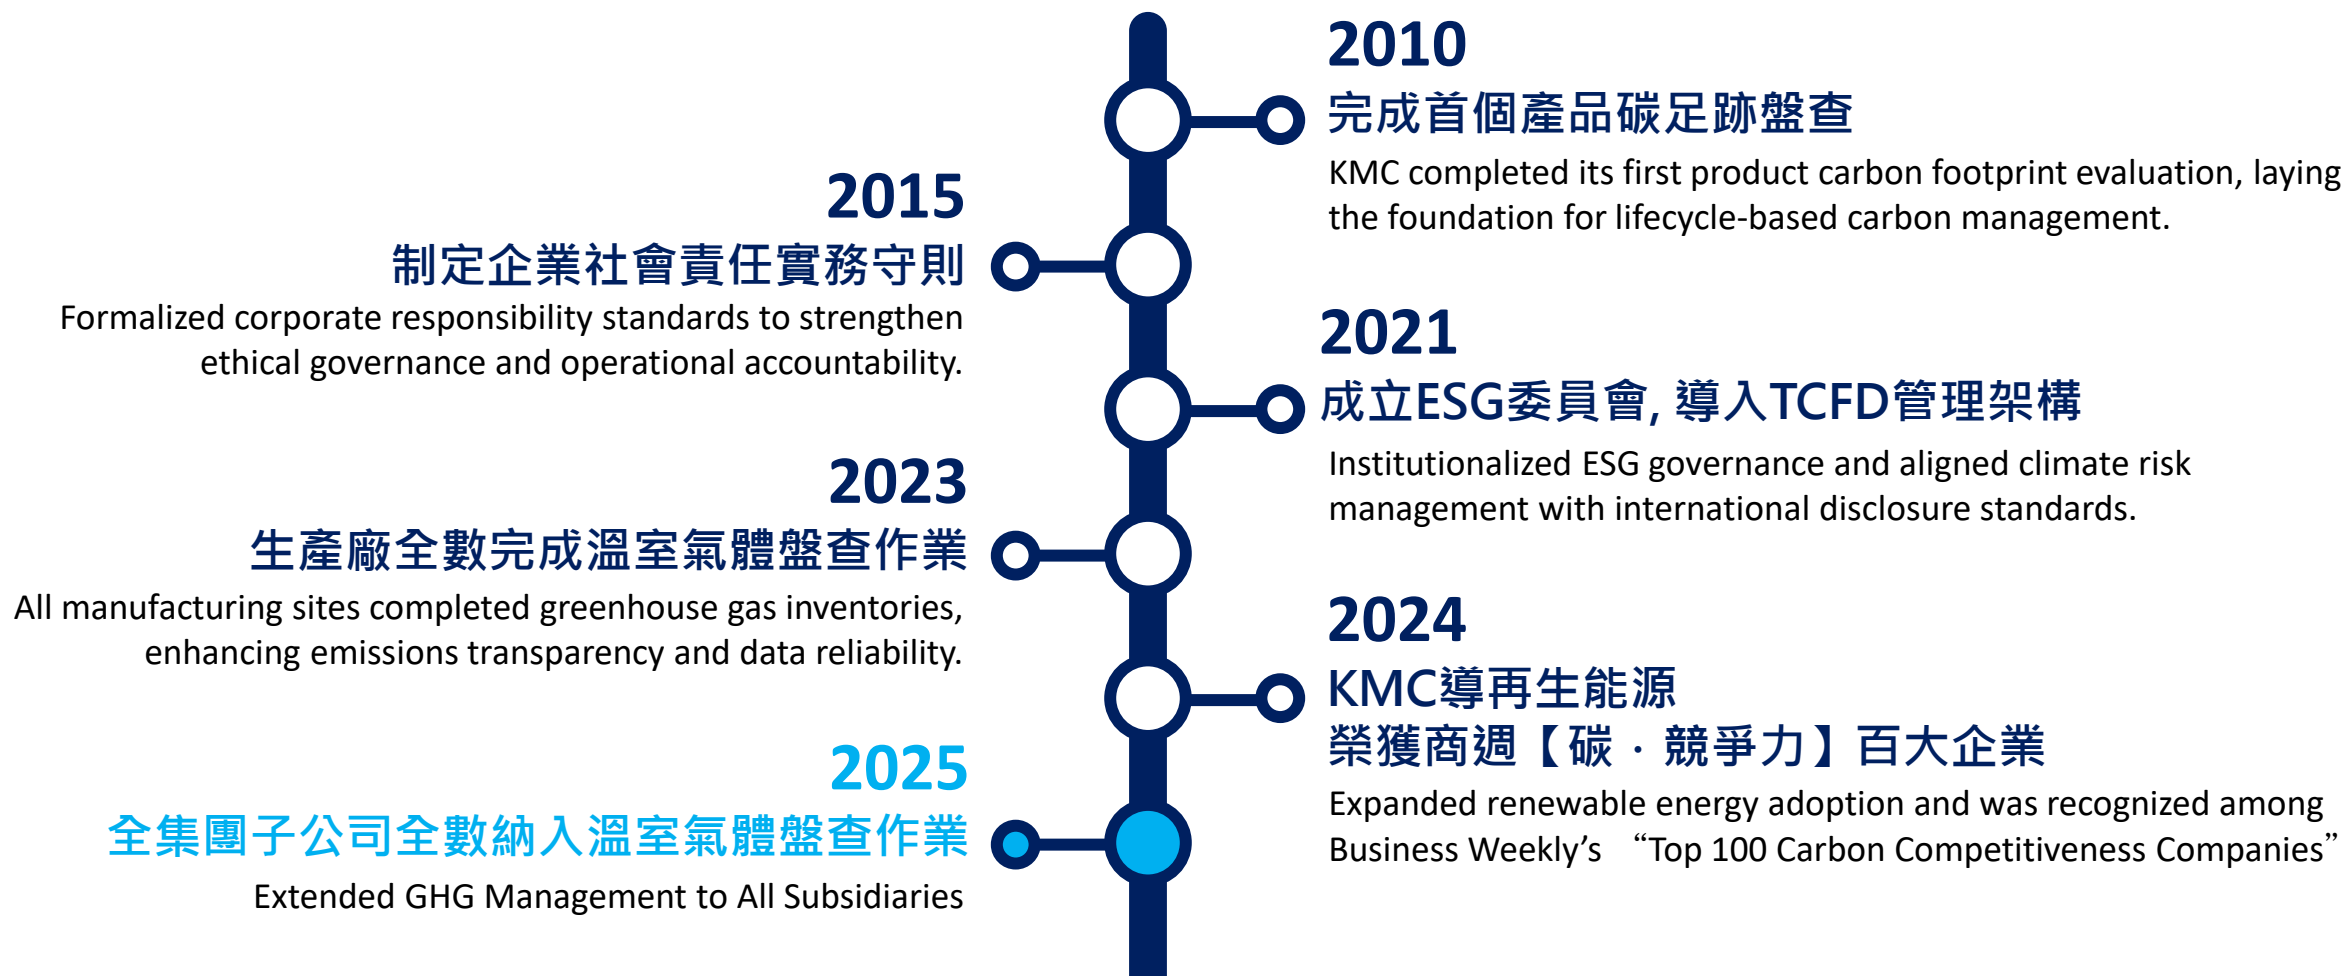 2010
完成首個產品碳足跡盤查
KMC completed its first product carbon footprint evaluation, laying
the foundation for lifecycle-based carbon management.
2015
制定企業社會責任實務守則
Formalized corporate responsibility standards to strengthen
ethical governance and operational accountability.
2021
成立ESG委員會, 導入TCFD管理架構
Institutionalized ESG governance and aligned climate risk
management with international disclosure standards.
2023
生產廠全數完成溫室氣體盤查作業
All manufacturing sites completed greenhouse gas inventories,
enhancing emissions transparency and data reliability.
2024
KMC導再生能源
榮獲商週【碳．競爭力】百大企業
Expanded renewable energy adoption and was recognized among
Business Weekly’s “Top 100 Carbon Competitiveness Companies”
2025
全集團子公司全數納入溫室氣體盤查作業
Extended GHG Management to All Subsidiaries